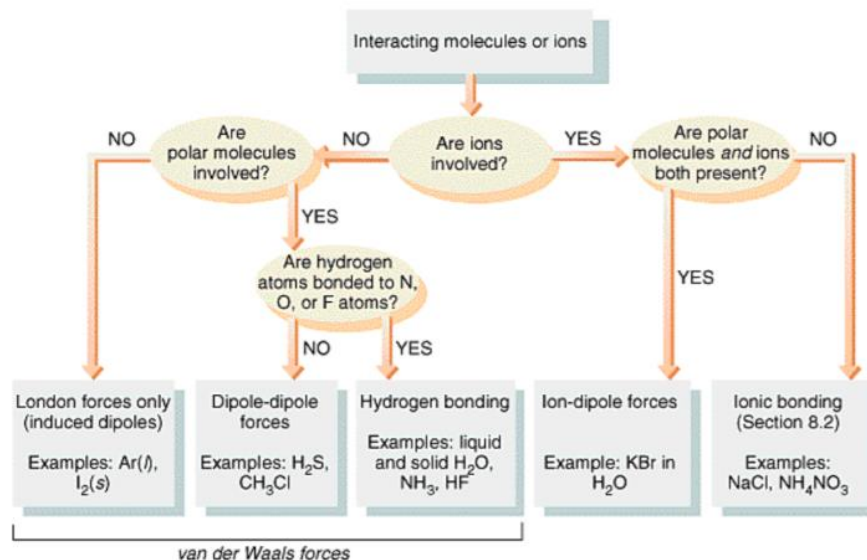 Interacting molecules or ions
Are
polar molecules
involved?
NO
NO
Are ions
involved?
YES
Are polar
molecules and ions
both present?
NO
YES
Are hydrogen
atoms bonded to N,
O, or F atoms?
YES
NO
YES
London forces only
(induced dipoles)
Examples: Ar(l),
I₂(s)
Dipole-dipole
forces
Examples: H₂S,
CH₃Cl
Hydrogen bonding
Examples: liquid
and solid H₂O,
NH₃, HF
Ion-dipole forces
Example: KBr in
H₂O
Ionic bonding
(Section 8.2)
Examples:
NaCl, NH₄NO₃
van der Waals forces